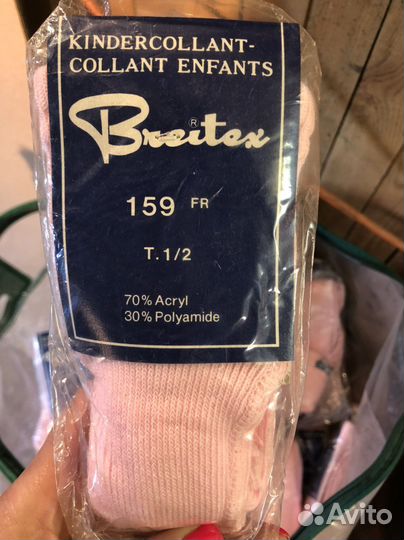 KINDERCOLLANT-
COLLANT ENFANTS
Breitex®
159 FR
T. 1/2
70% Acryl
30% Polyamide
Avito